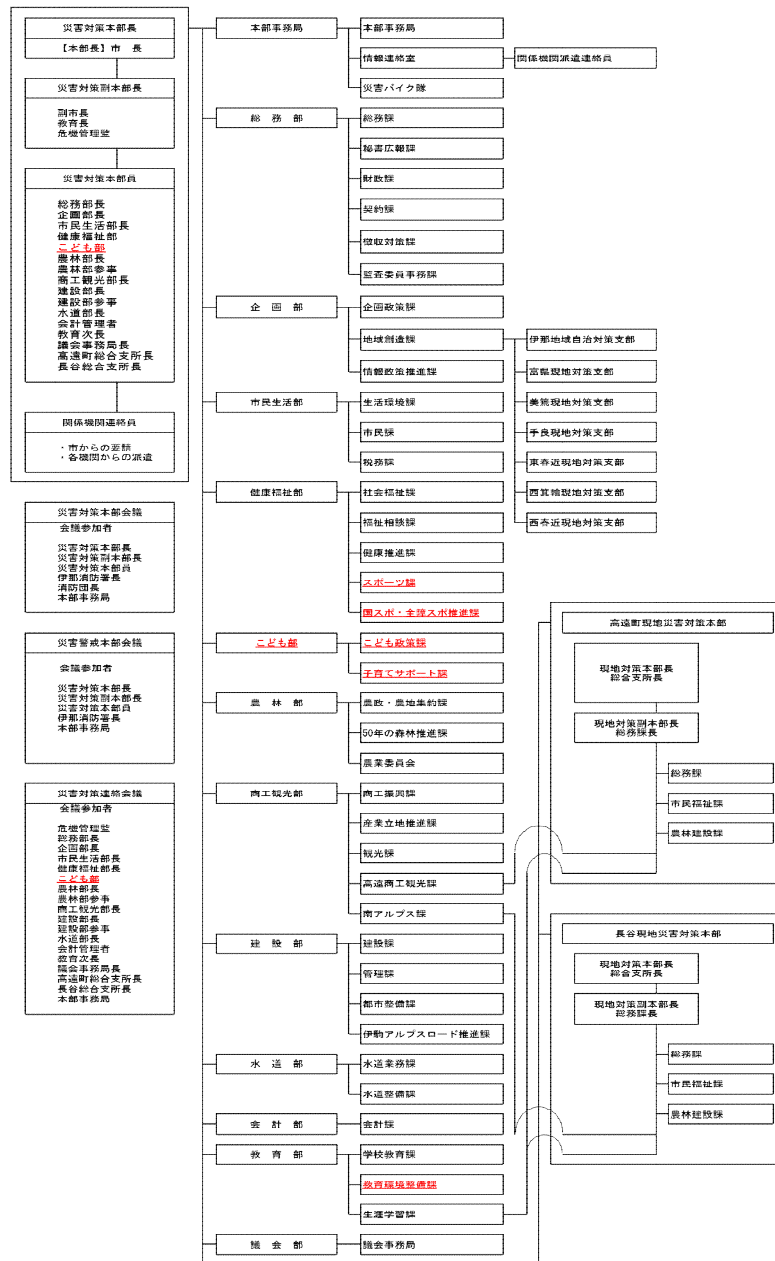 災害対策本部長
【本部長】市　長
災害対策副本部長
副市長
教育長
危機管理監
災害対策本部員
総務部長
企画部長
市民生活部長
健康福祉部
こども部
農林部長
農林部参事
商工観光部長
建設部長
建設部参事
水道部長
会計管理者
教育次長
議会事務局長
高遠町総合支所長
長谷総合支所長
関係機関連絡員
・市からの要請
・各機関からの派遣
災害対策本部会議
会議参加者
災害対策本部長
災害対策副本部長
災害対策本部員
伊那消防署長
消防団長
本部事務局
災害警戒本部会議
会議参加者
災害対策本部長
災害対策副本部長
災害対策本部員
伊那消防署長
本部事務局
災害対策連絡会議
会議参加者
危機管理監
総務部長
企画部長
市民生活部長
健康福祉部長
こども部
農林部長
農林部参事
商工観光部長
建設部長
建設部参事
水道部長
会計管理者
教育次長
議会事務局長
高遠町総合支所長
長谷総合支所長
本部事務局
本部事務局
本部事務局
情報連絡室
関係機関派遣連絡員
災害バイク隊
総　務　部
総務課
秘書広報課
財政課
契約課
徴収対策課
監査委員事務課
企　画　部
企画政策課
地域創造課
情報政策推進課
伊那地域自治対策支部
富県現地対策支部
美篶現地対策支部
手良現地対策支部
東春近現地対策支部
西箕輪現地対策支部
西春近現地対策支部
市民生活部
生活環境課
市民課
税務課
健康福祉部
社会福祉課
福祉相談課
健康推進課
スポーツ課
国スポ・全障スポ推進課
こども部
こども政策課
子育てサポート課
農　林　部
農政・農地集約課
50年の森林推進課
農業委員会
商工観光部
商工振興課
産業立地推進課
観光課
高遠商工観光課
南アルプス課
建　設　部
建設課
管理課
都市整備課
伊駒アルプスロード推進課
水　道　部
水道業務課
水道整備課
会　計　部
会計課
教　育　部
学校教育課
教育環境整備課
生涯学習課
議　会　部
議会事務局
高遠町現地災害対策本部
現地対策本部長
総合支所長
現地対策副本部長
総務課長
総務課
市民福祉課
農林建設課
長谷現地災害対策本部
現地対策本部長
総合支所長
現地対策副本部長
総務課長
総務課
市民福祉課
農林建設課